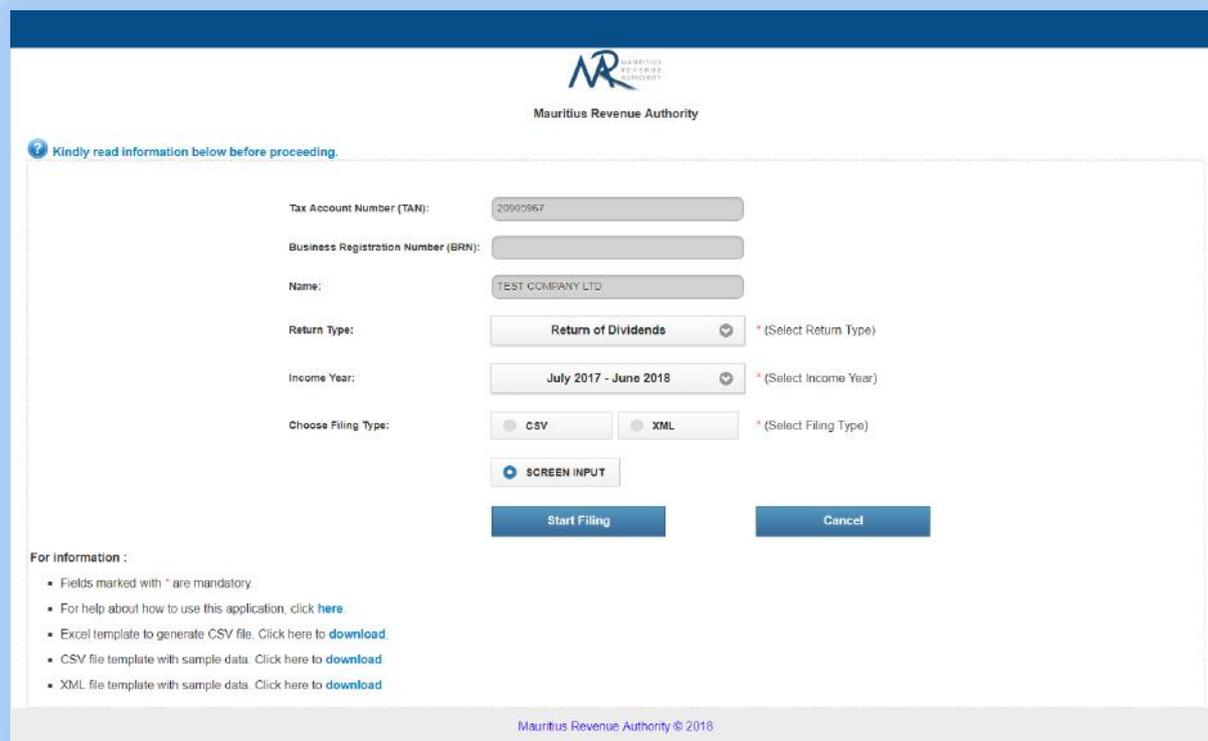 MAURITIUS
REVENUE
AUTHORITY
Mauritius Revenue Authority
Kindly read information below before proceeding.
Tax Account Number (TAN): 20905967
Business Registration Number (BRN):
Name: TEST COMPANY LTD
Return Type: Return of Dividends * (Select Return Type)
Income Year: July 2017 - June 2018 * (Select Income Year)
Choose Filing Type: CSV XML * (Select Filing Type)
SCREEN INPUT
Start Filing Cancel
For information :
Fields marked with * are mandatory.
For help about how to use this application, click here.
Excel template to generate CSV file. Click here to download.
CSV file template with sample data. Click here to download
XML file template with sample data. Click here to download
Mauritius Revenue Authority © 2018